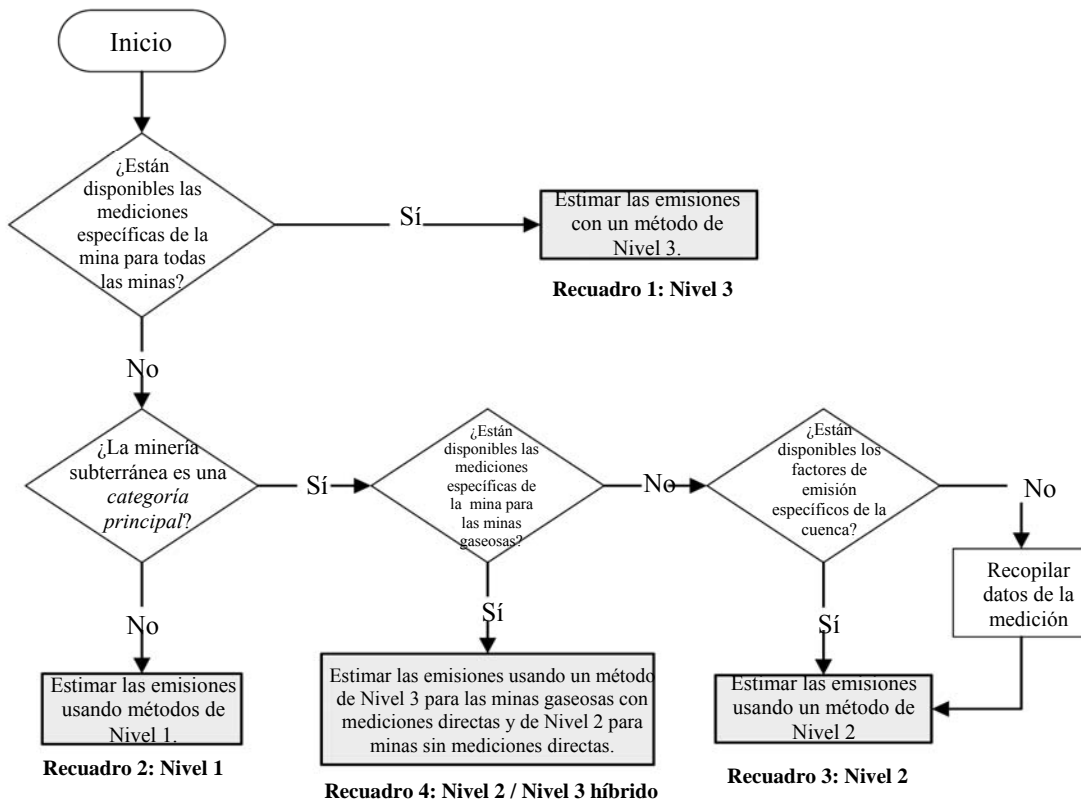 Inicio
¿Están
disponibles las
mediciones
específicas de la
mina para todas
las minas?
Sí
Estimar las emisiones
con un método de
Nivel 3.
Recuadro 1: Nivel 3
No
¿La minería
subterránea es una
categoría
principal?
Sí
¿Están
disponibles las
mediciones
específicas de
la mina para
las minas
gaseosas?
No
¿Están
disponibles los
factores de
emisión
específicos de la
cuenca?
No
Recopilar
datos de la
medición
No
Sí
Sí
Estimar las emisiones
usando métodos de
Nivel 1.
Recuadro 2: Nivel 1
Estimar las emisiones usando un método
de Nivel 3 para las minas gaseosas con
mediciones directas y de Nivel 2 para
minas sin mediciones directas.
Recuadro 4: Nivel 2 / Nivel 3 híbrido
Estimar las emisiones
usando un método de
Nivel 2
Recuadro 3: Nivel 2